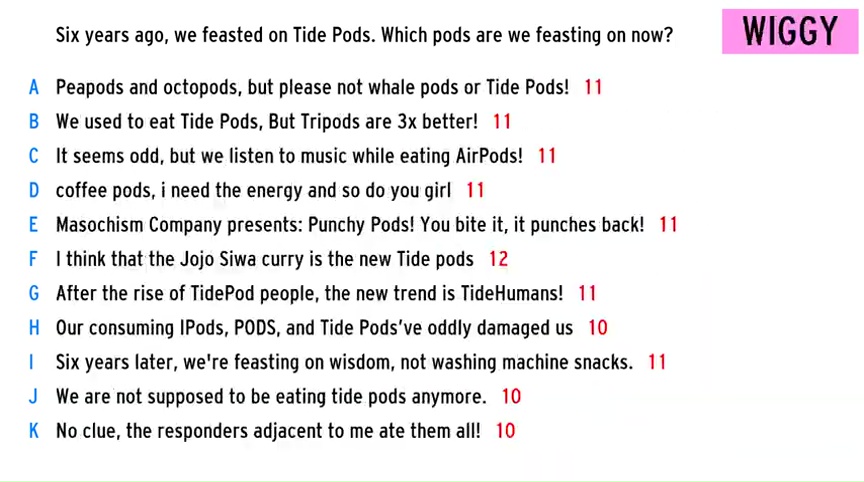 Six years ago, we feasted on Tide Pods. Which pods are we feasting on now?
WIGGY
A Peapods and octopods, but please not whale pods or Tide Pods! 11
B We used to eat Tide Pods, But Tripods are 3x better! 11
C It seems odd, but we listen to music while eating AirPods! 11
D coffee pods, i need the energy and so do you girl 11
E Masochism Company presents: Punchy Pods! You bite it, it punches back! 11
F I think that the Jojo Siwa curry is the new Tide pods 12
G After the rise of TidePod people, the new trend is TideHumans! 11
H Our consuming IPods, PODS, and Tide Pods've oddly damaged us 10
I Six years later, we're feasting on wisdom, not washing machine snacks. 11
J We are not supposed to be eating tide pods anymore. 10
K No clue, the responders adjacent to me ate them all! 10